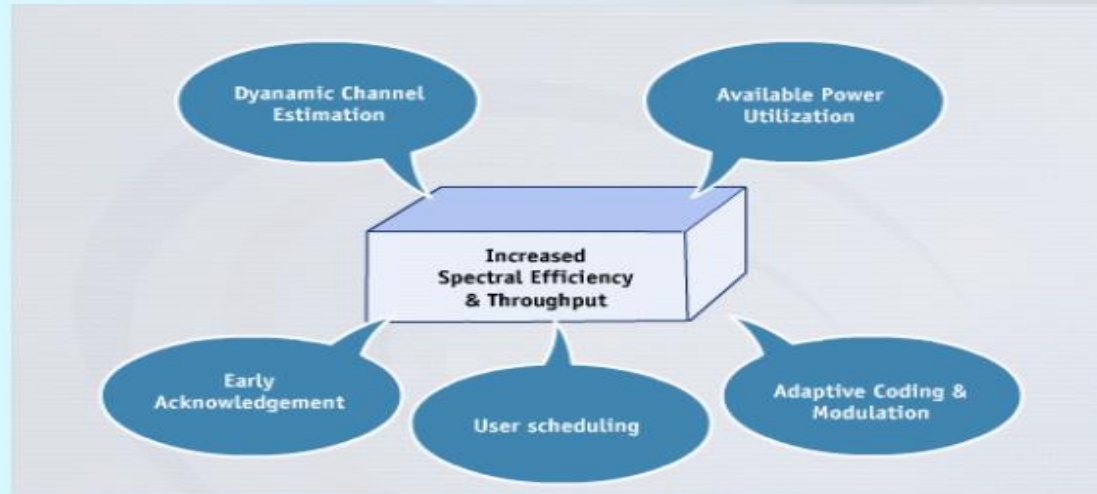 Dyanamic Channel
Estimation
Available Power
Utilization
Increased
Spectral Efficiency
& Throughput
Early
Acknowledgement
User scheduling
Adaptive Coding &
Modulation